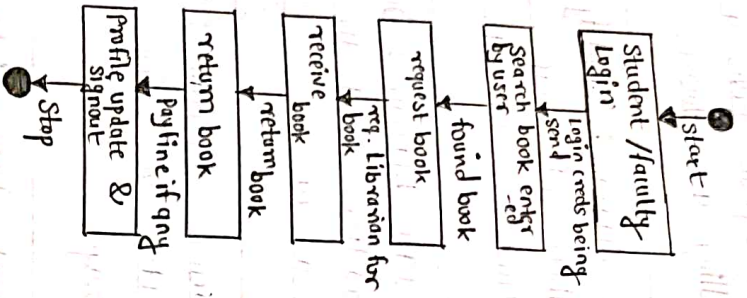 start
Student /faculty
Login
Login creds being
send
Search book enter
-ed
by user
found book
request book
req. Librarian for
book
receive
book
return book
return book
Pay fine if any
Profile update &
signout
Stop